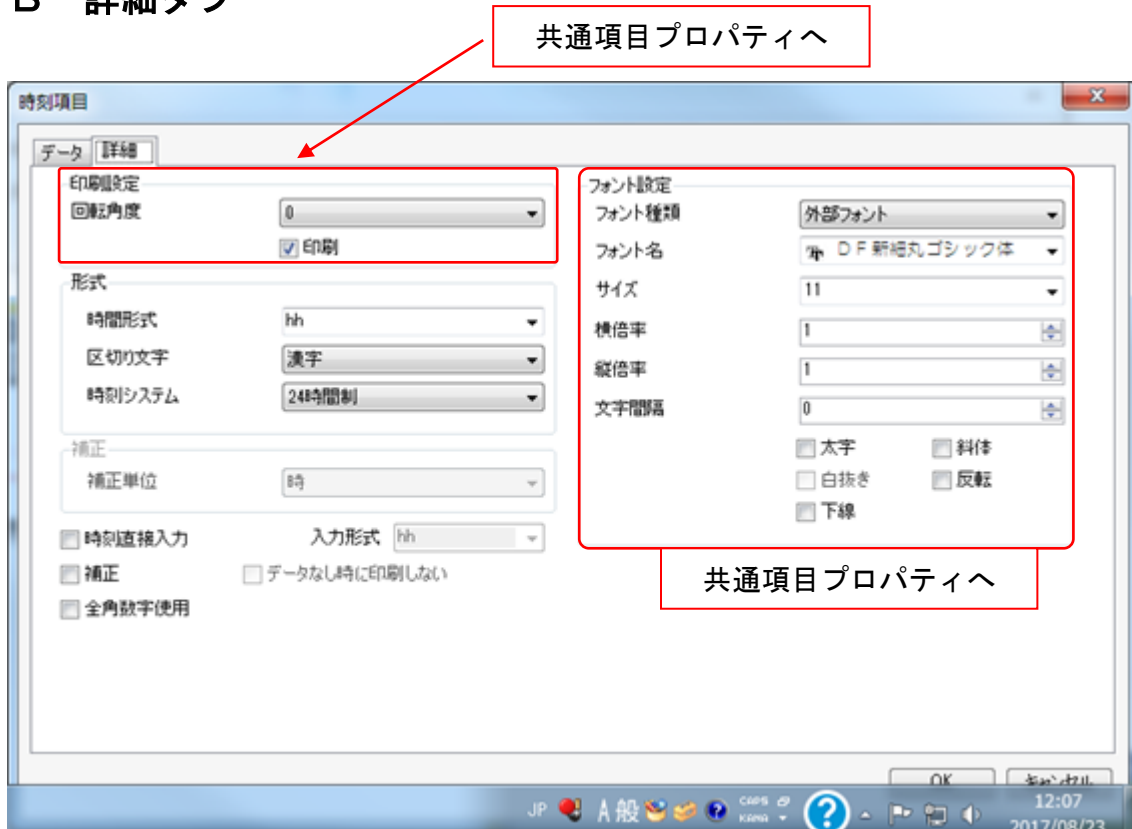 B 詳細タブ
共通項目プロパティへ
時刻項目
データ 詳細
印刷設定
回転角度 0
印刷
形式
時間形式 hh
区切り文字 漢字
時刻システム 24時間制
補正
補正単位 時
時刻直接入力 入力形式 hh
補正 データなし時に印刷しない
全角数字使用
フォント設定
フォント種類 外部フォント
フォント名 DF新細丸ゴシック体
サイズ 11
横倍率 1
縦倍率 1
文字間隔 0
太字 斜体
白抜き 反転
下線
共通項目プロパティへ
OK キャンセル
JP A 般 CAPS KANA 12:07
2017/08/23